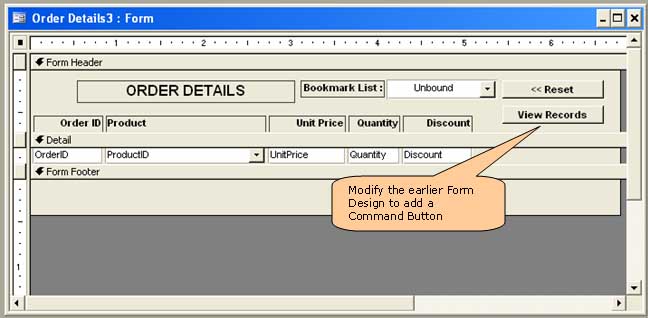 Order Details3 : Form
1 2 3 4 5 6
Form Header
ORDER DETAILS
Bookmark List :
Unbound
<< Reset
View Records
Order ID Product Unit Price Quantity Discount
Detail
OrderID ProductID UnitPrice Quantity Discount
Form Footer
Modify the earlier Form
Design to add a
Command Button
1